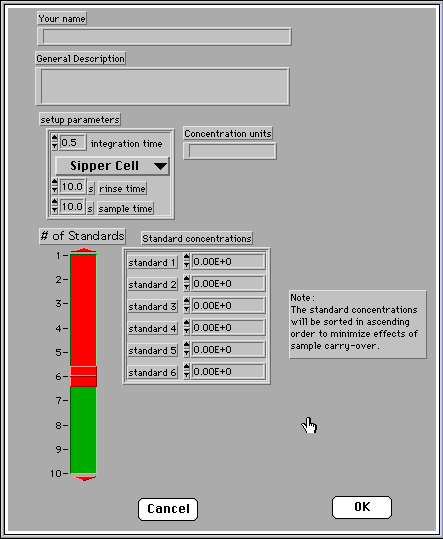 Your name
General Description
setup parameters
0.5 integration time
Concentration units
Sipper Cell
10.0 s rinse time
10.0 s sample time
# of Standards
Standard concentrations
1
2
3
4
5
6
7
8
9
10
standard 1 0.00E+0
standard 2 0.00E+0
standard 3 0.00E+0
standard 4 0.00E+0
standard 5 0.00E+0
standard 6 0.00E+0
Note:
The standard concentrations
will be sorted in ascending
order to minimize effects of
sample carry-over.
Cancel
OK